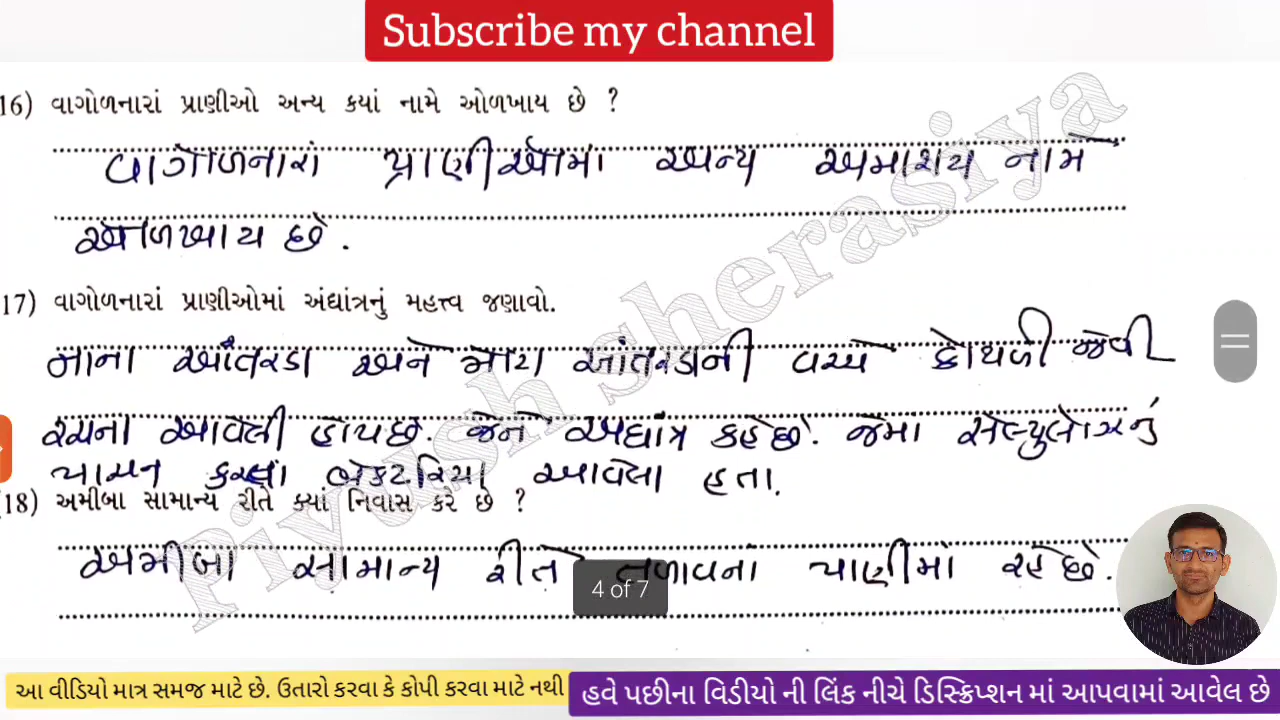 Subscribe my channel
16) વાગોળનારાં પ્રાણીઓ અન્ય કયાં નામે ઓળખાય છે ?
વાગોળનારાં પ્રાણીઓમા અન્ય અમાશય નામે
ઓળખાય છે.
17) વાગોળનારાં પ્રાણીઓમાં અંધાંત્રનું મહત્ત્વ જણાવો.
નાના આંતરડા અને મોટા આંતરડાની વચ્ચે કોથળી જેવી
રચના આવેલી હોય છે. જેને અંધાંત્ર કહે છે. જેમાં સેલ્યુલોઝનું
પાચન કરતાં બેક્ટેરિયા આવેલા હતા.
(18) અમીબા સામાન્ય રીતે ક્યાં નિવાસ કરે છે ?
અમીબા સામાન્ય રીતે તળાવનાં પાણીમાં રહે છે.
4 of 7
Piyush sherasiya
આ વીડિયો માત્ર સમજ માટે છે. ઉતારો કરવા કે કોપી કરવા માટે નથી
હવે પછીના વિડીયો ની લિંક નીચે ડિસ્ક્રિપ્શન માં આપવામાં આવેલ છે